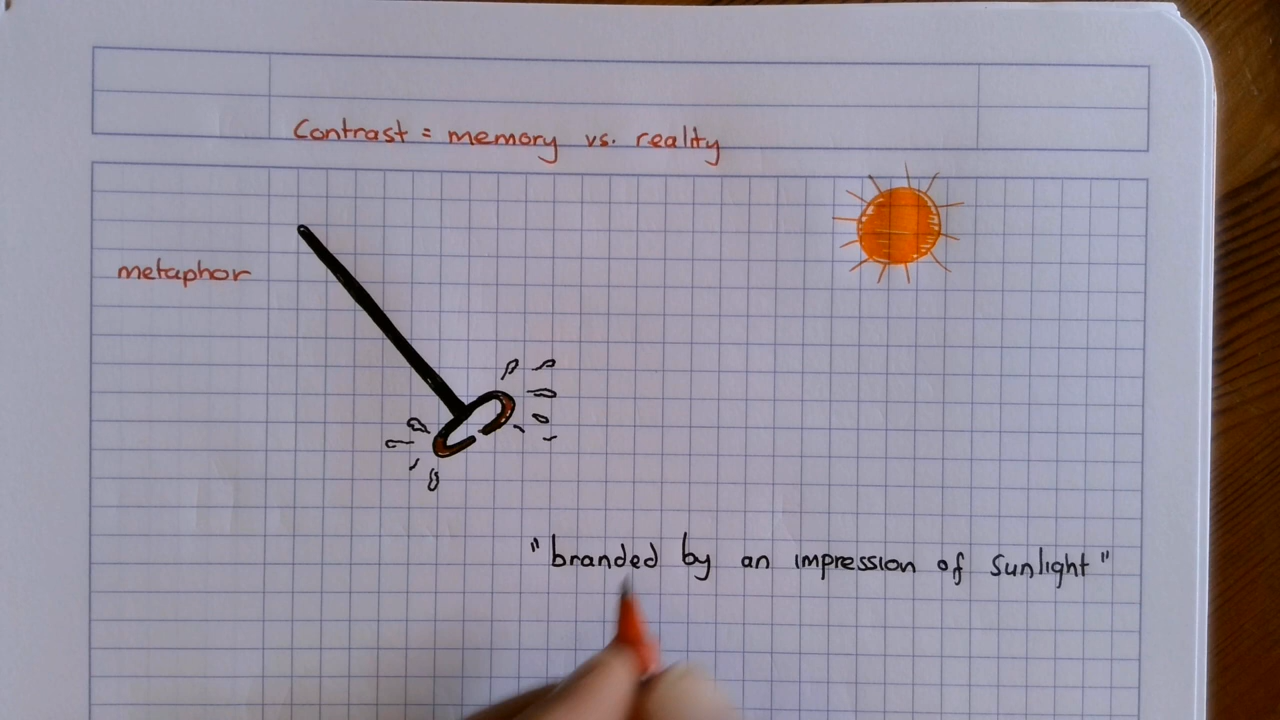 Contrast = memory vs. reality
metaphor
"branded by an impression of Sunlight"